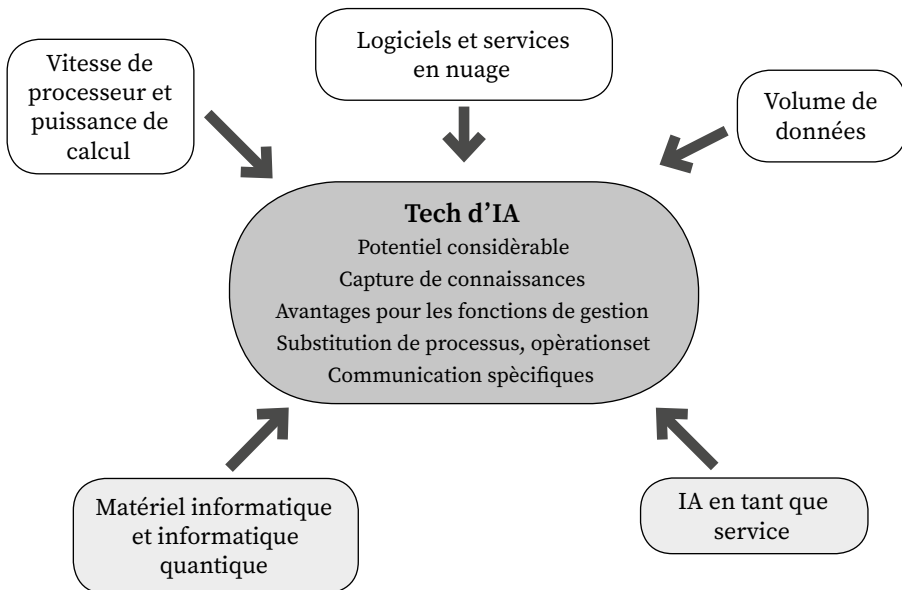 Logiciels et services
en nuage
Vitesse de
processeur et
puissance de
calcul
Volume de
données
Tech d’IA
Potentiel considèrable
Capture de connaissances
Avantages pour les fonctions de gestion
Substitution de processus, opèrationset
Communication spècifiques
Matériel informatique
et informatique
quantique
IA en tant que
service